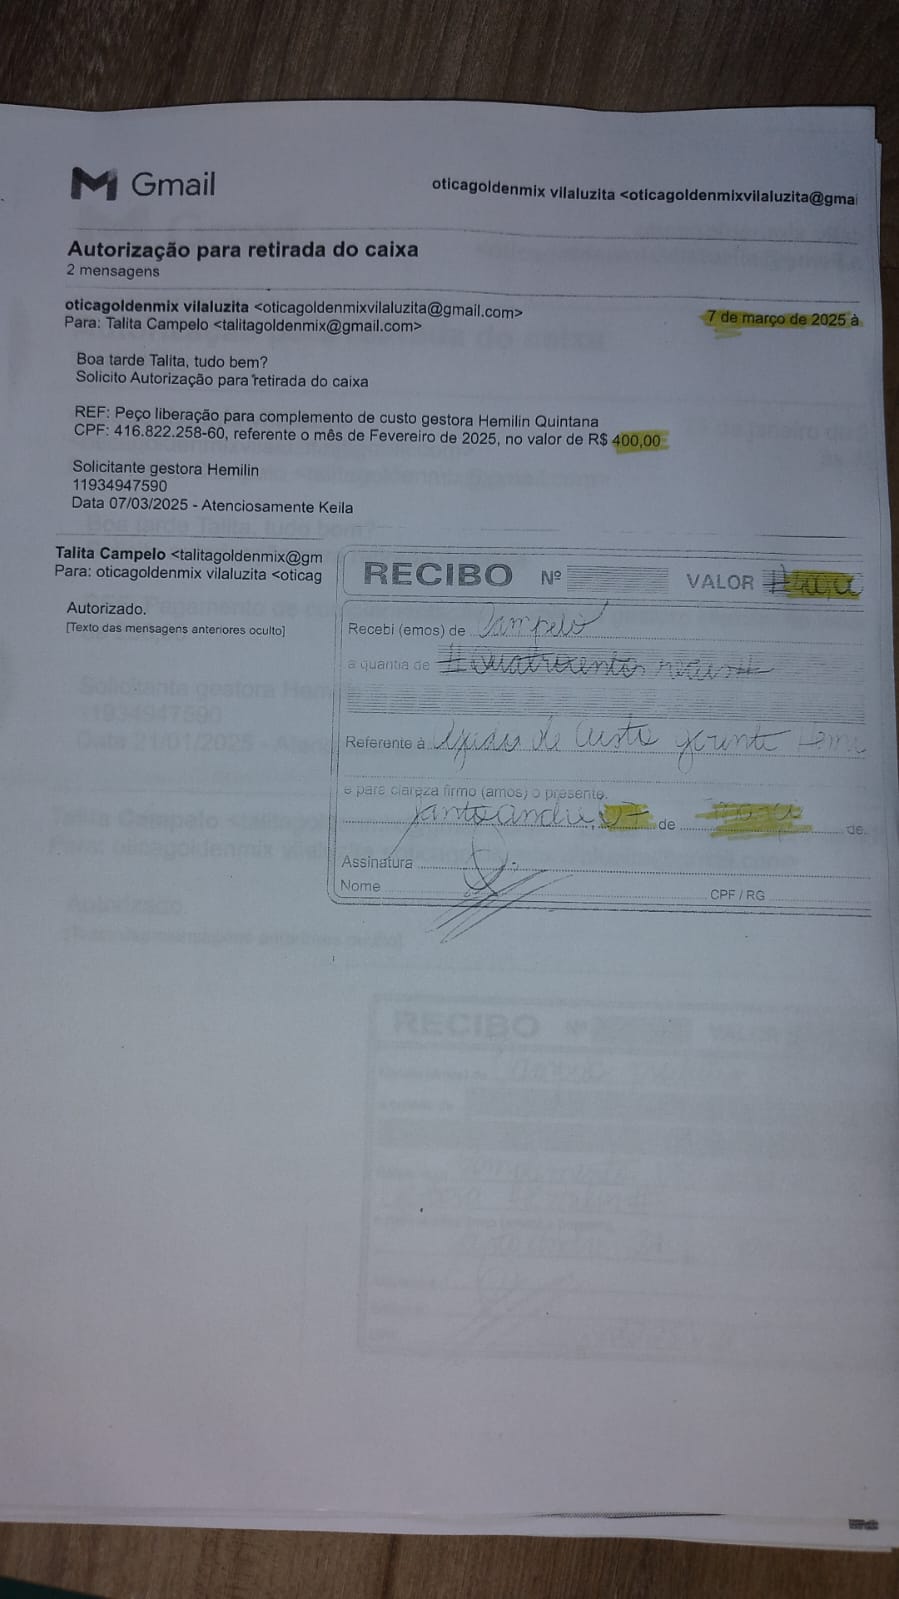 Gmail
oticagoldenmix vilaluzita <oticagoldenmixvilaluzita@gmai
Autorização para retirada do caixa
2 mensagens
oticagoldenmix vilaluzita <oticagoldenmixvilaluzita@gmail.com>
7 de março de 2025 à
Para: Talita Campelo <talitagoldenmix@gmail.com>
Boa tarde Talita, tudo bem?
Solicito Autorização para retirada do caixa
REF: Peço liberação para complemento de custo gestora Hemilin Quintana
CPF: 416.822.258-60, referente o mês de Fevereiro de 2025, no valor de R$ 400,00
Solicitante gestora Hemilin
11934947590
Data 07/03/2025 - Atenciosamente Keila
Talita Campelo <talitagoldenmix@gm
Para: oticagoldenmix vilaluzita <oticag
Autorizado.
[Texto das mensagens anteriores oculto]
RECIBO Nº VALOR
Recebi (emos) de Campelo
a quantia de #Quatrocentos reais#
Referente à Ajuda de Custo gerente Hemi
e para clareza firmo (amos) o presente.
Santo andre, 07 de março de
Assinatura
Nome CPF / RG